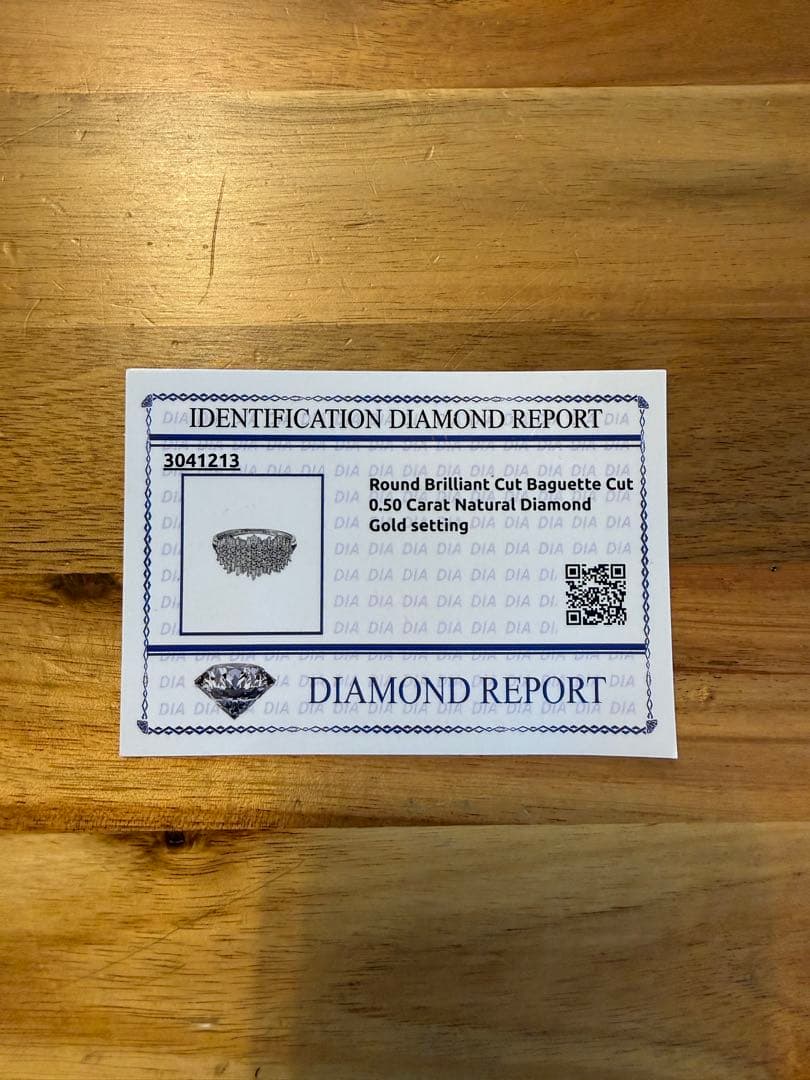 IDENTIFICATION DIAMOND REPORT
3041213
Round Brilliant Cut Baguette Cut
0.50 Carat Natural Diamond
Gold setting
DIAMOND REPORT